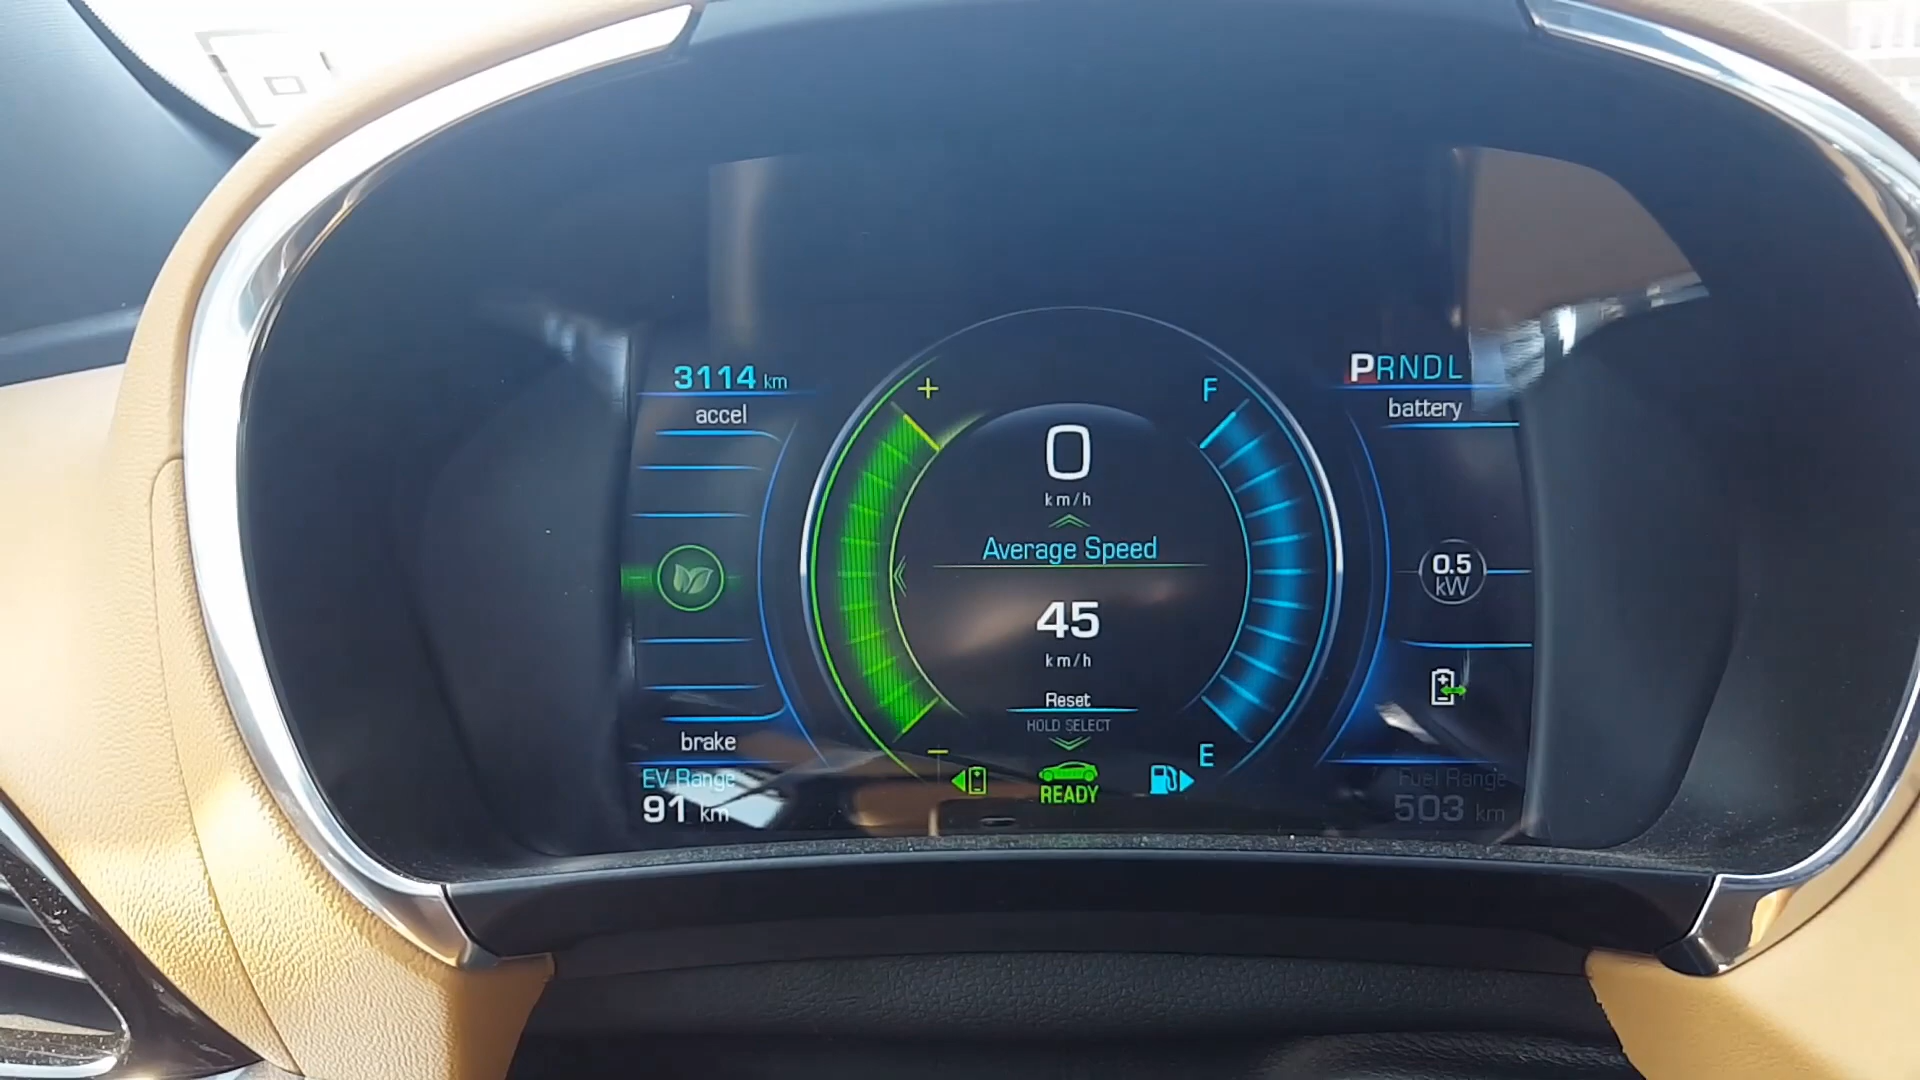 3114 km
accel
brake
EV Range
91 km
+
−
0
km/h
Average Speed
45
km/h
Reset
HOLD SELECT
READY
F
E
PRNDL
battery
0.5
kW
Fuel Range
503 km